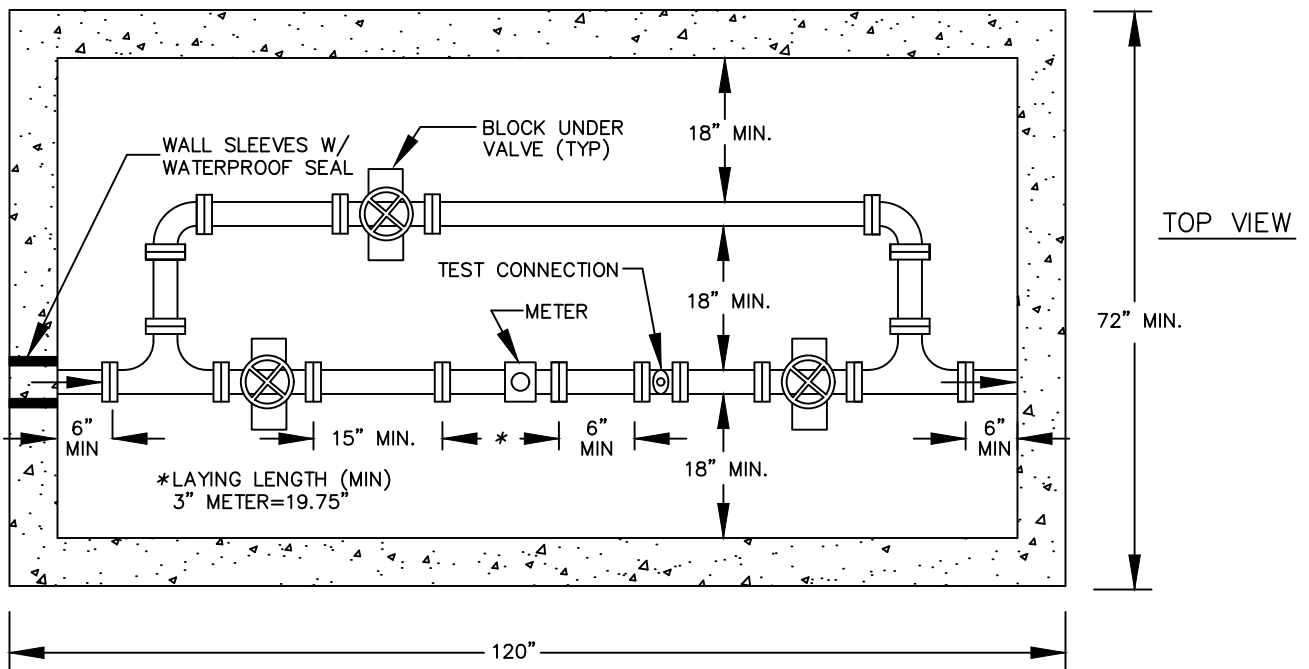 18” MIN.
BLOCK UNDER
VALVE (TYP)
WALL SLEEVES W/
WATERPROOF SEAL
TOP VIEW
TEST CONNECTION
18” MIN.
METER
72” MIN.
6”
MIN
15” MIN.
*
6”
MIN
18” MIN.
6”
MIN
*LAYING LENGTH (MIN)
3” METER=19.75”
120”